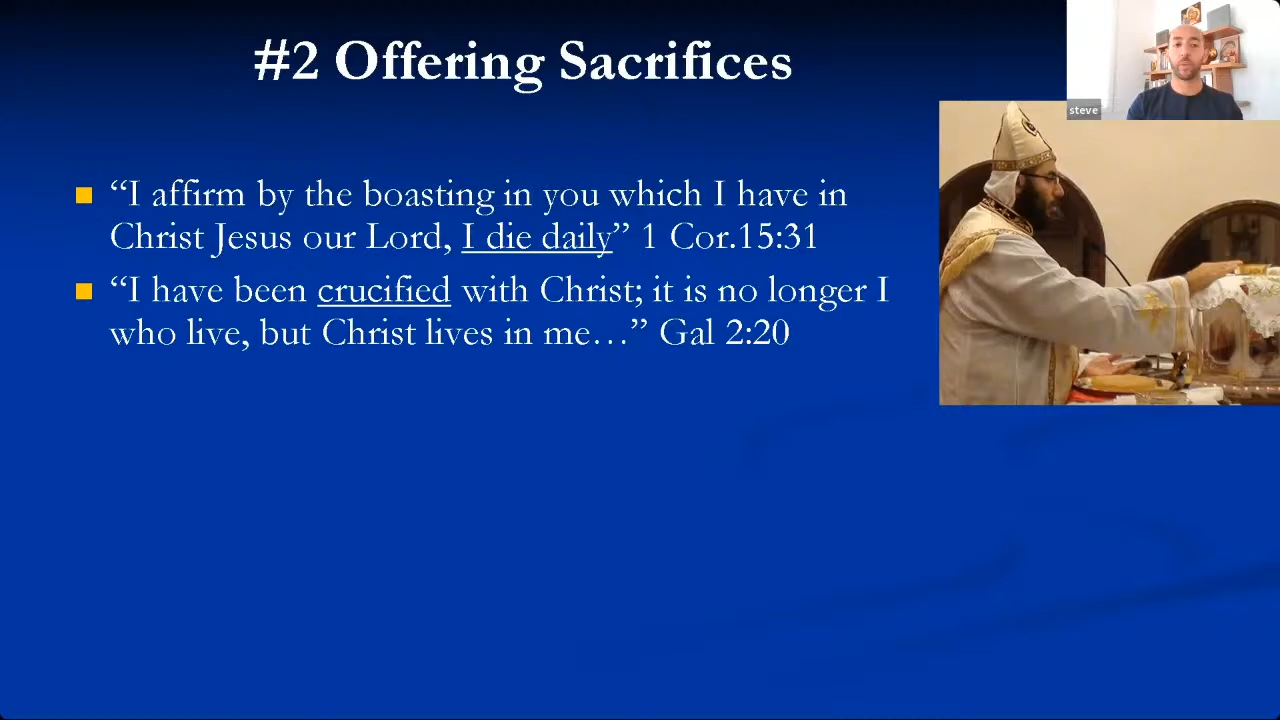 #2 Offering Sacrifices
steve
“I affirm by the boasting in you which I have in
Christ Jesus our Lord, I die daily” 1 Cor.15:31
“I have been crucified with Christ; it is no longer I
who live, but Christ lives in me…” Gal 2:20